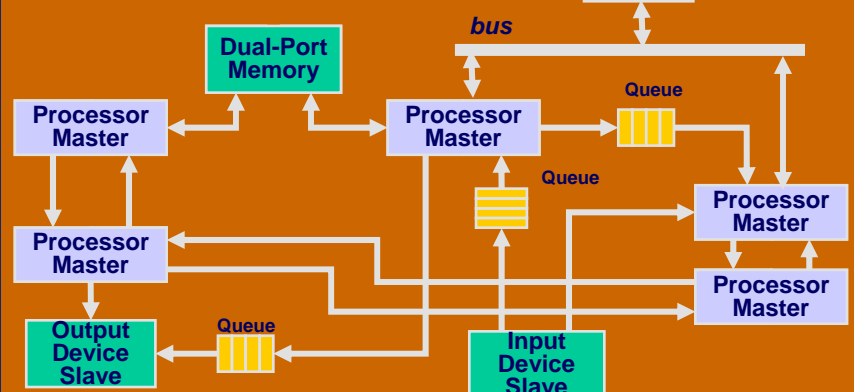 bus
Dual-Port
Memory
Queue
Processor
Master
Processor
Master
Queue
Processor
Master
Processor
Master
Processor
Master
Output
Device
Slave
Queue
Input
Device
Slave